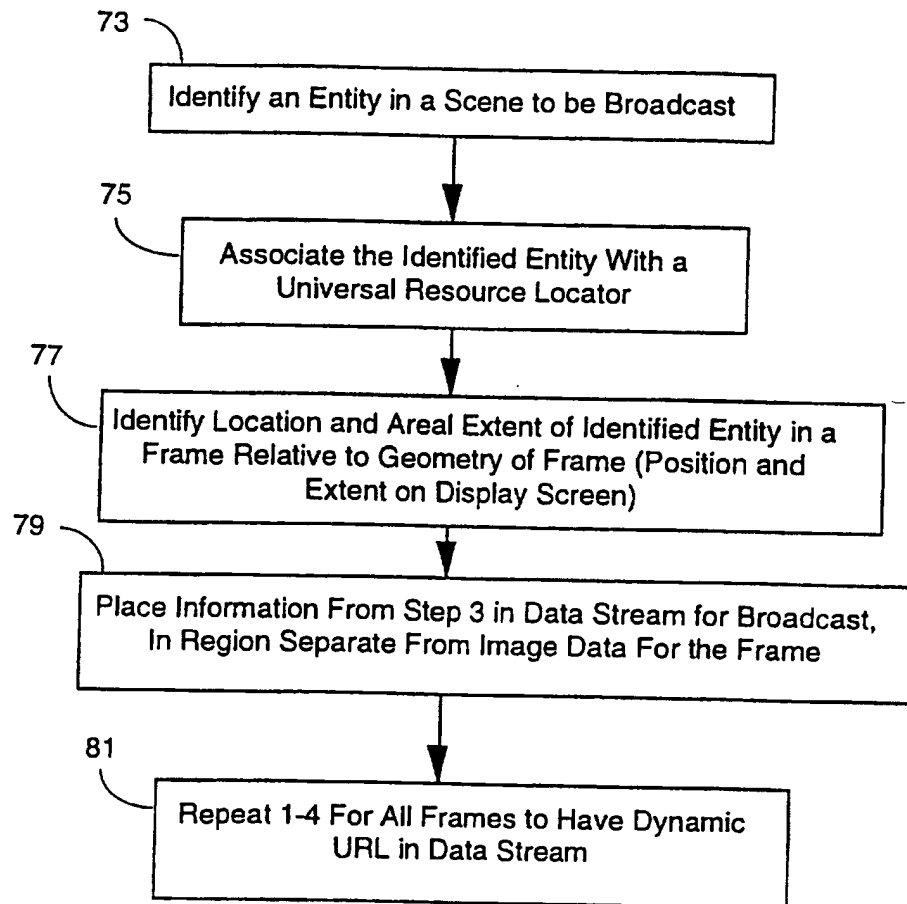 73
Identify an Entity in a Scene to be Broadcast
75
Associate the Identified Entity With a
Universal Resource Locator
77
Identify Location and Areal Extent of Identified Entity in a
Frame Relative to Geometry of Frame (Position and
Extent on Display Screen)
79
Place Information From Step 3 in Data Stream for Broadcast,
In Region Separate From Image Data For the Frame
81
Repeat 1-4 For All Frames to Have Dynamic
URL in Data Stream